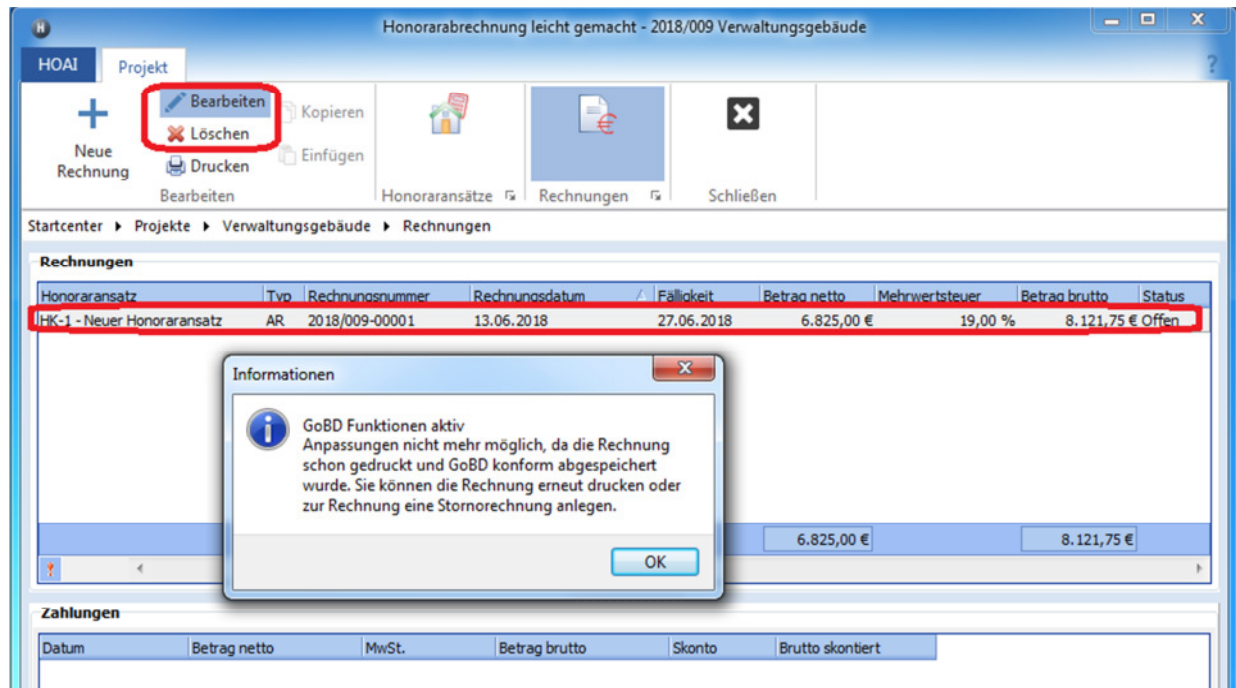 Honorarabrechnung leicht gemacht - 2018/009 Verwaltungsgebäude
HOAI Projekt ?
Neue Rechnung
Bearbeiten
Löschen
Drucken
Kopieren
Einfügen
Bearbeiten Honoraransätze Rechnungen Schließen
Startcenter Projekte Verwaltungsgebäude Rechnungen
Rechnungen
Honoraransatz Typ Rechnungsnummer Rechnungsdatum Fälligkeit Betrag netto Mehrwertsteuer Betrag brutto Status
HK-1 - Neuer Honoraransatz AR 2018/009-00001 13.06.2018 27.06.2018 6.825,00 € 19,00 % 8.121,75 € Offen
Informationen
GoBD Funktionen aktiv
Anpassungen nicht mehr möglich, da die Rechnung
schon gedruckt und GoBD konform abgespeichert
wurde. Sie können die Rechnung erneut drucken oder
zur Rechnung eine Stornorechnung anlegen.
OK
6.825,00 € 8.121,75 €
Zahlungen
Datum Betrag netto MwSt. Betrag brutto Skonto Brutto skontiert